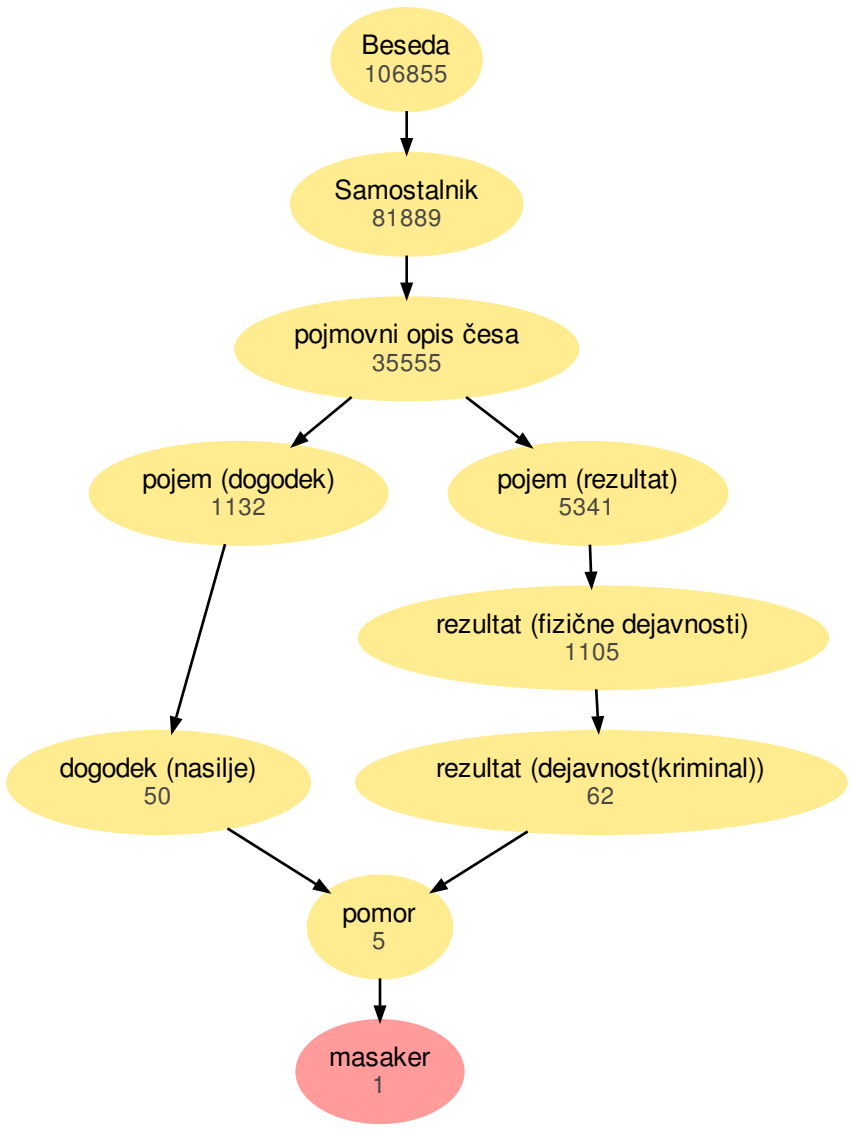 Beseda
106855
Samostalnik
81889
pojmovni opis česa
35555
pojem (dogodek)
1132
pojem (rezultat)
5341
rezultat (fizične dejavnosti)
1105
dogodek (nasilje)
50
rezultat (dejavnost(kriminal))
62
pomor
5
masaker
1